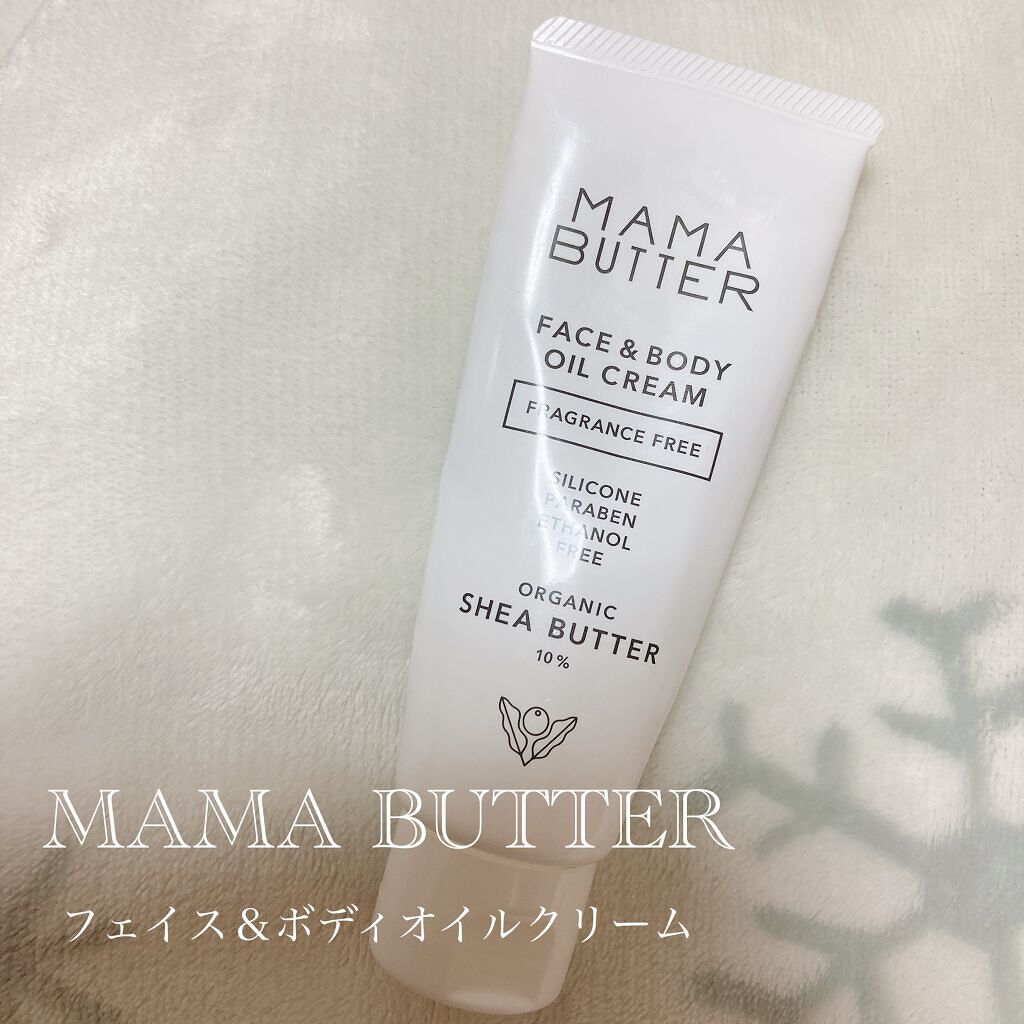 MAMA
BUTTER
FACE & BODY
OIL CREAM
FRAGRANCE FREE
SILICONE
PARABEN
ETHANOL
FREE
ORGANIC
SHEA BUTTER
10%
MAMA BUTTER
フェイス&ボディオイルクリーム